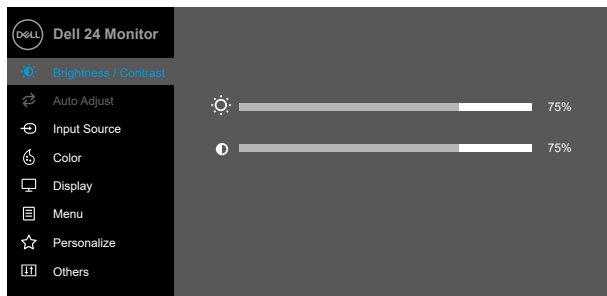 DELL Dell 24 Monitor
Brightness / Contrast
Auto Adjust
75%
Input Source
Color
75%
Display
Menu
Personalize
Others